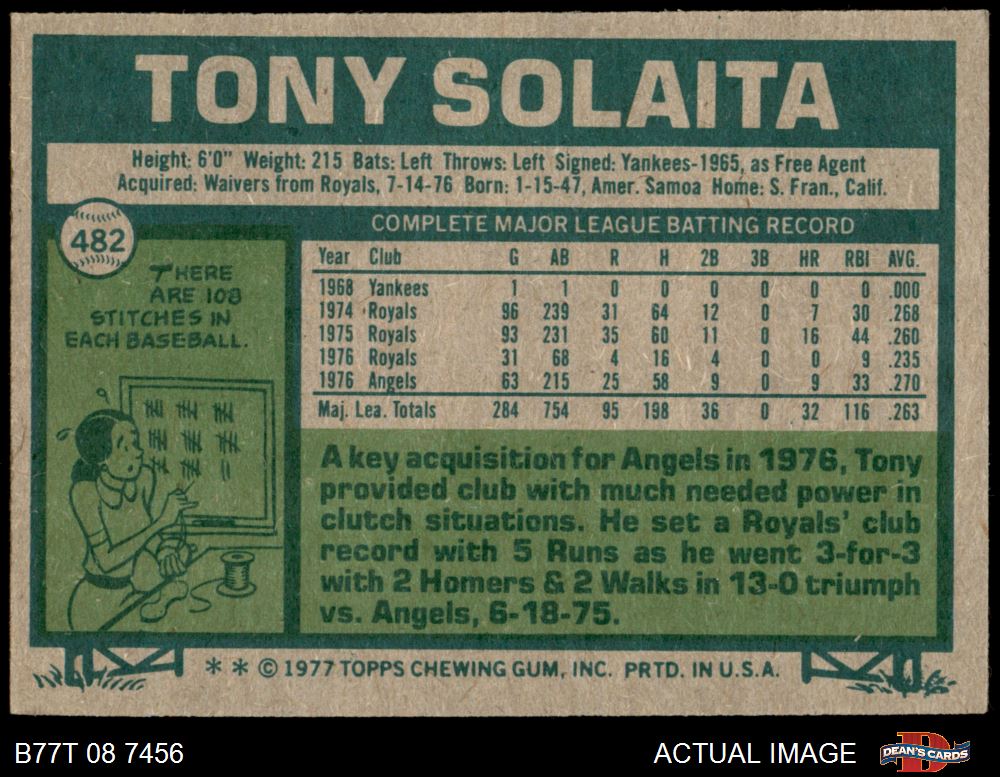 TONY SOLAITA
Height: 6'0" Weight: 215 Bats: Left Throws: Left Signed: Yankees-1965, as Free Agent
Acquired: Waivers from Royals, 7-14-76 Born: 1-15-47, Amer. Samoa Home: S. Fran., Calif.
482
THERE
ARE 108
STITCHES IN
EACH BASEBALL.
COMPLETE MAJOR LEAGUE BATTING RECORD
Year Club G AB R H 2B 3B HR RBI AVG.
1968 Yankees 1 1 0 0 0 0 0 0 .000
1974 Royals 96 239 31 64 12 0 7 30 .268
1975 Royals 93 231 35 60 11 0 16 44 .260
1976 Royals 31 68 4 16 4 0 0 9 .235
1976 Angels 63 215 25 58 9 0 9 33 .270
Maj. Lea. Totals 284 754 95 198 36 0 32 116 .263
A key acquisition for Angels in 1976, Tony
provided club with much needed power in
clutch situations. He set a Royals' club
record with 5 Runs as he went 3-for-3
with 2 Homers & 2 Walks in 13-0 triumph
vs. Angels, 6-18-75.
* * © 1977 TOPPS CHEWING GUM, INC. PRTD. IN U.S.A.
B77T 08 7456
ACTUAL IMAGE
DEAN'S CARDS